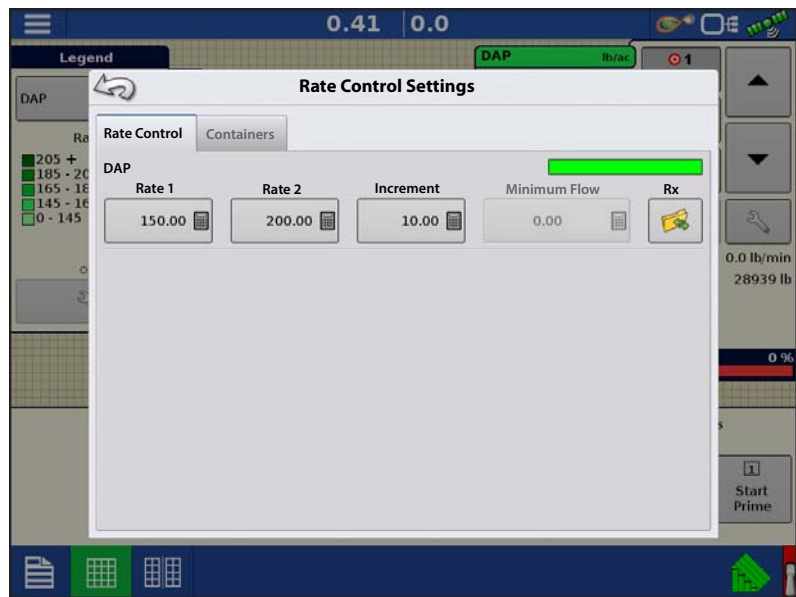 0.41 0.0
Legend
DAP lb/ac
1
DAP
Rate Control Settings
Rate Control Containers
DAP
Rate 1 Rate 2 Increment Minimum Flow Rx
150.00 200.00 10.00 0.00
205 +
185 - 20
165 - 18
145 - 16
0 - 145
0.0 lb/min
28939 lb
0 %
1
Start
Prime